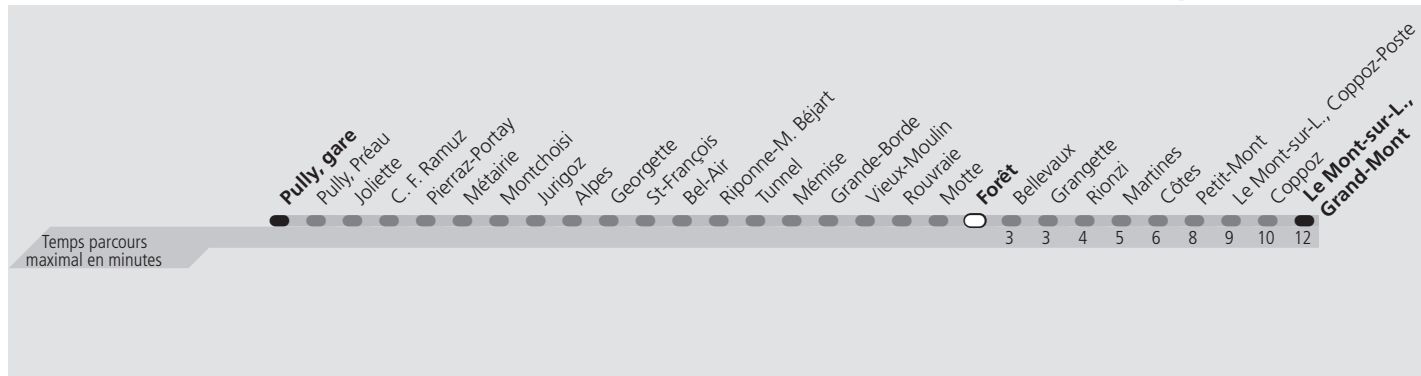 Pully, gare
Pully, Préau
Joliette
C. F. Ramuz
Pierraz-Portay
Métairie
Montchoisi
Jurigoz
Alpes
Georgette
St-François
Bel-Air
Riponne-M. Béjart
Tunnel
Mémise
Grande-Borde
Vieux-Moulin
Rouvraie
Motte
Forêt
Bellevaux
Grangette
Rionzi
Martines
Côtes
Petit-Mont
Le Mont-sur-L., Coppoz-Poste
Coppoz
Le Mont-sur-L.,
Grand-Mont
Temps parcours
maximal en minutes
3 3 4 5 6 8 9 10 12